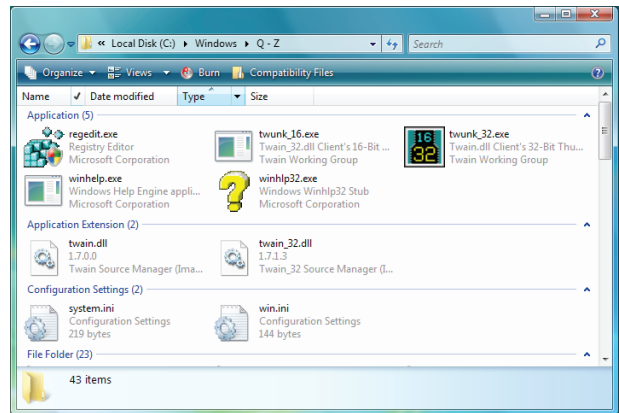 « Local Disk (C:) Windows Q - Z Search
Organize Views Burn Compatibility Files
Name Date modified Type Size
Application (5)
regedit.exe twunk_16.exe twunk_32.exe
Registry Editor Twain_32.dll Client's 16-Bit ... Twain.dll Client's 32-Bit Thu...
Microsoft Corporation Twain Working Group Twain Working Group
16
32
winhelp.exe winhlp32.exe
Windows Help Engine appli... Windows Winhlp32 Stub
Microsoft Corporation Microsoft Corporation
Application Extension (2)
twain.dll twain_32.dll
1.7.0.0 1.7.1.3
Twain Source Manager (Ima... Twain_32 Source Manager (I...
Configuration Settings (2)
system.ini win.ini
Configuration Settings Configuration Settings
219 bytes 144 bytes
File Folder (23)
43 items